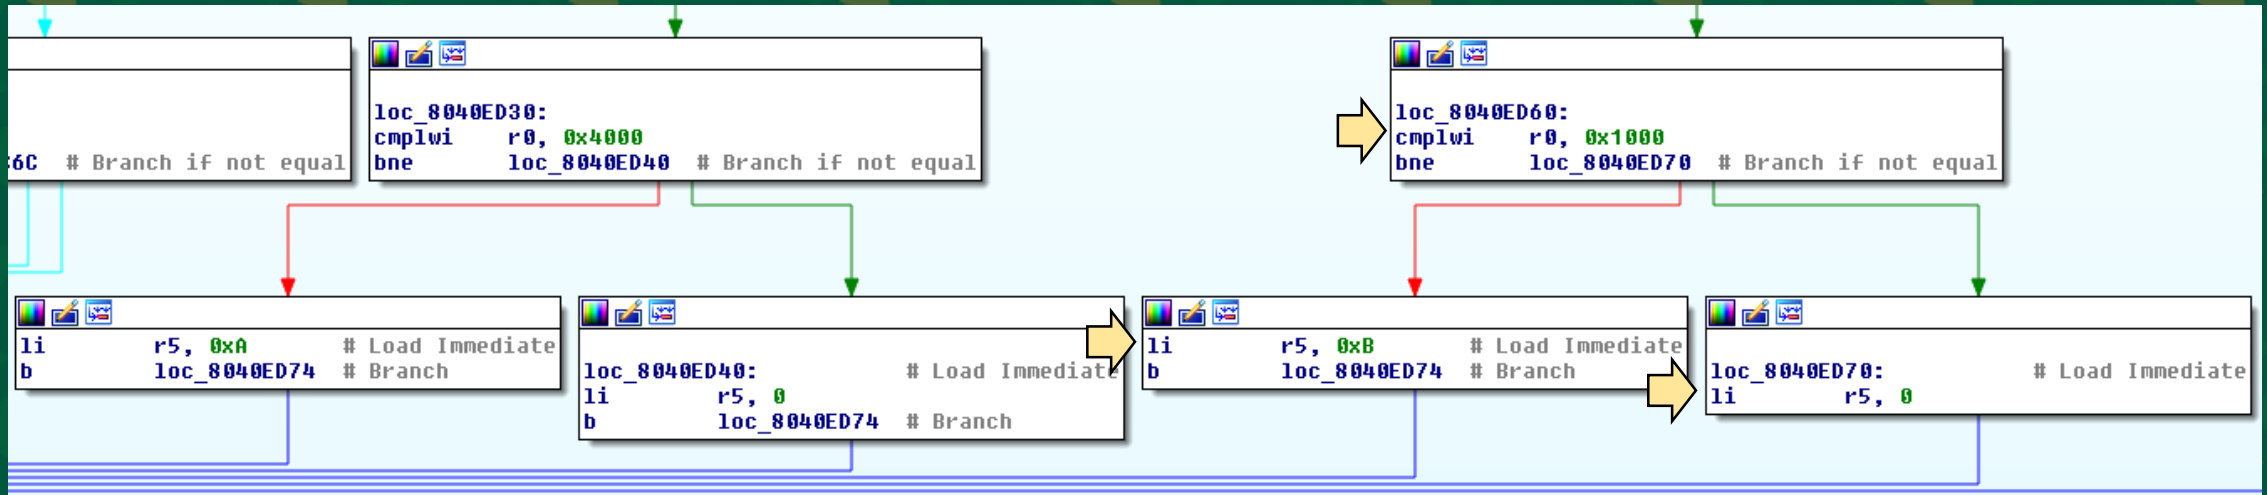 :6C # Branch if not equal
loc_8040ED30:
cmplwi r0, 0x4000
bne loc_8040ED40 # Branch if not equal
loc_8040ED60:
cmplwi r0, 0x1000
bne loc_8040ED70 # Branch if not equal
li r5, 0xA # Load Immediate
b loc_8040ED74 # Branch
loc_8040ED40: # Load Immediate
li r5, 0
b loc_8040ED74 # Branch
li r5, 0xB # Load Immediate
b loc_8040ED74 # Branch
loc_8040ED70: # Load Immediate
li r5, 0